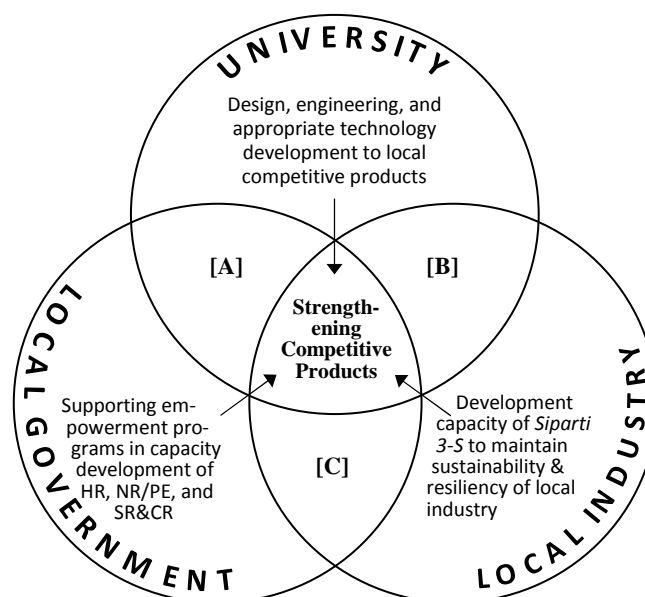 UNIVERSITY
Design, engineering, and
appropriate technology
development to local
competitive products
[A]
[B]
Strength-
ening
Competitive
Products
LOCAL GOVERNMENT
Supporting em-
powerment pro-
grams in capacity
development of
HR, NR/PE, and
SR&CR
[C]
Development
capacity of Siparti
3-S to maintain
sustainability &
resiliency of local
industry
LOCAL INDUSTRY